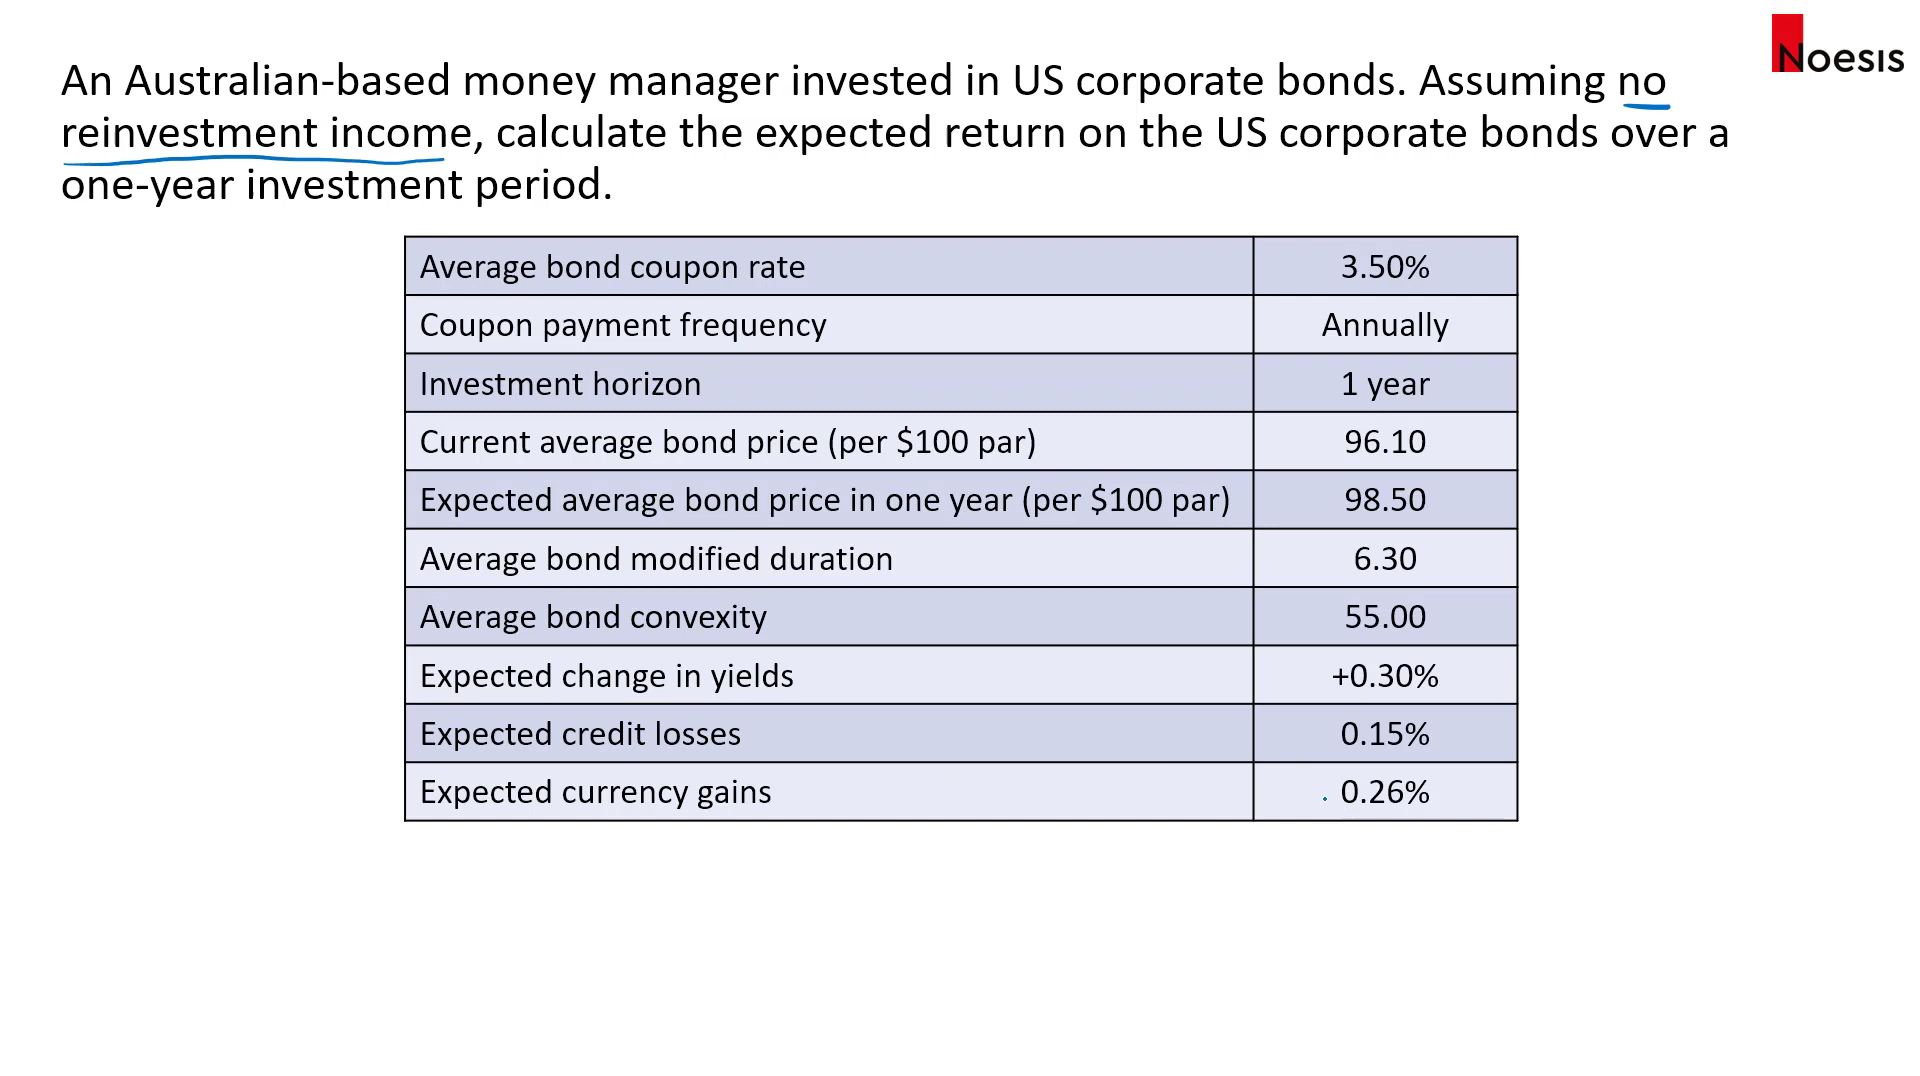 Noesis
An Australian-based money manager invested in US corporate bonds. Assuming no
reinvestment income, calculate the expected return on the US corporate bonds over a
one-year investment period.
Average bond coupon rate 3.50%
Coupon payment frequency Annually
Investment horizon 1 year
Current average bond price (per $100 par) 96.10
Expected average bond price in one year (per $100 par) 98.50
Average bond modified duration 6.30
Average bond convexity 55.00
Expected change in yields +0.30%
Expected credit losses 0.15%
Expected currency gains 0.26%